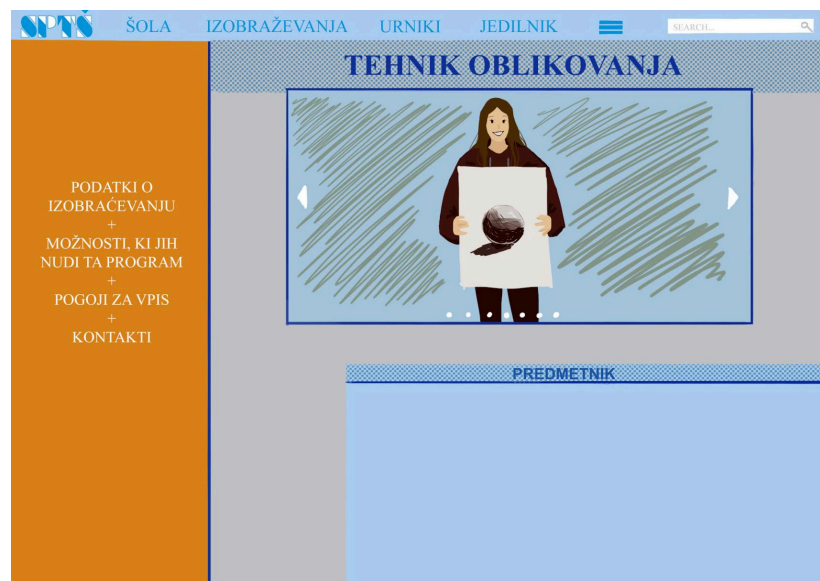 SPTŠ ŠOLA IZOBRAŽEVANJA URNIKI JEDILNIK SEARCH...
TEHNIK OBLIKOVANJA
PODATKI O
IZOBRAĆEVANJU
+
MOŽNOSTI, KI JIH
NUDI TA PROGRAM
+
POGOJI ZA VPIS
+
KONTAKTI
PREDMETNIK